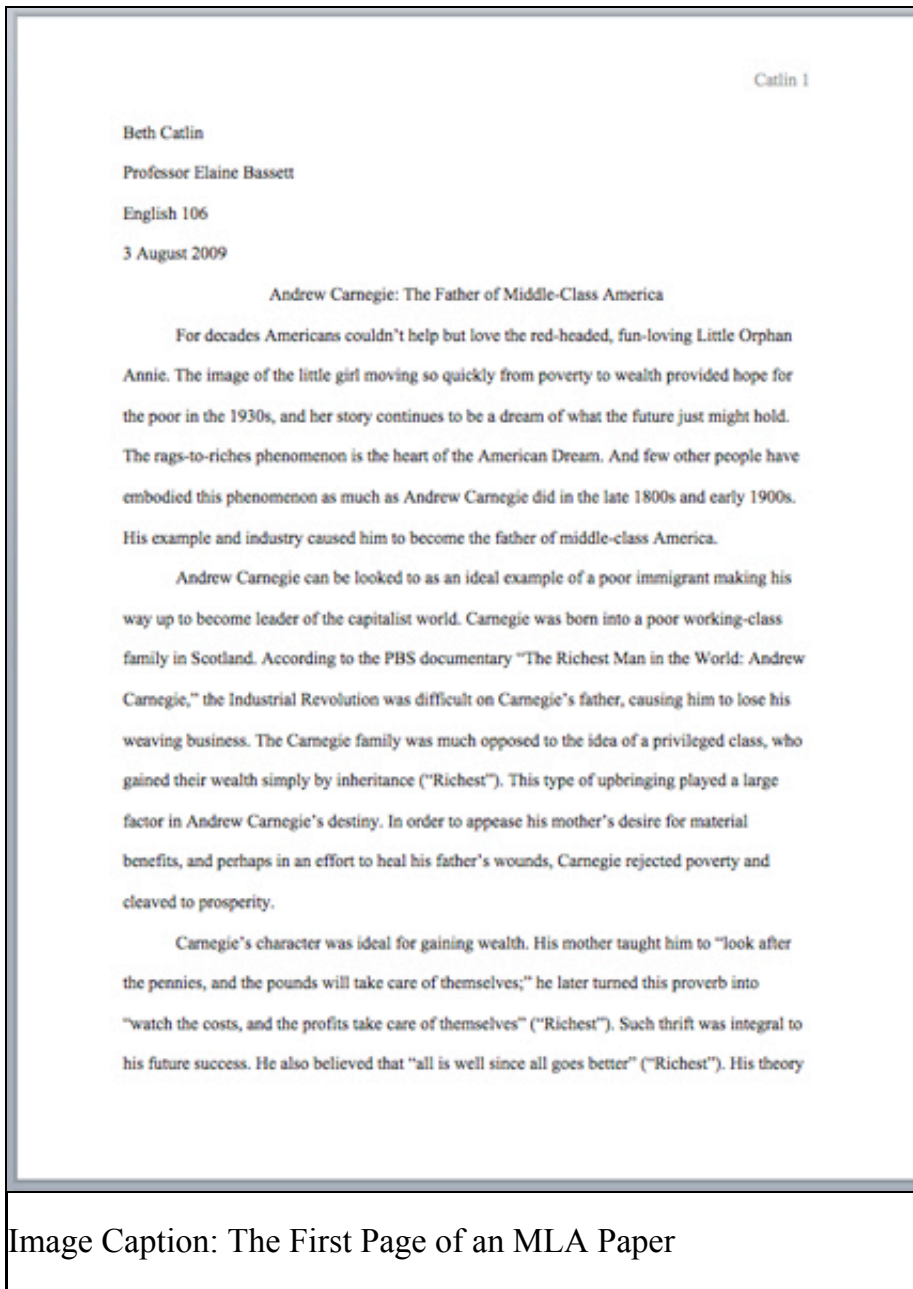 Catlin 1
Beth Catlin
Professor Elaine Bassett
English 106
3 August 2009
Andrew Carnegie: The Father of Middle-Class America
For decades Americans couldn’t help but love the red-headed, fun-loving Little Orphan
Annie. The image of the little girl moving so quickly from poverty to wealth provided hope for
the poor in the 1930s, and her story continues to be a dream of what the future just might hold.
The rags-to-riches phenomenon is the heart of the American Dream. And few other people have
embodied this phenomenon as much as Andrew Carnegie did in the late 1800s and early 1900s.
His example and industry caused him to become the father of middle-class America.
Andrew Carnegie can be looked to as an ideal example of a poor immigrant making his
way up to become leader of the capitalist world. Carnegie was born into a poor working-class
family in Scotland. According to the PBS documentary “The Richest Man in the World: Andrew
Carnegie,” the Industrial Revolution was difficult on Carnegie’s father, causing him to lose his
weaving business. The Carnegie family was much opposed to the idea of a privileged class, who
gained their wealth simply by inheritance (“Richest”). This type of upbringing played a large
factor in Andrew Carnegie’s destiny. In order to appease his mother’s desire for material
benefits, and perhaps in an effort to heal his father’s wounds, Carnegie rejected poverty and
cleaved to prosperity.
Carnegie’s character was ideal for gaining wealth. His mother taught him to “look after
the pennies, and the pounds will take care of themselves;” he later turned this proverb into
“watch the costs, and the profits take care of themselves” (“Richest”). Such thrift was integral to
his future success. He also believed that “all is well since all goes better” (“Richest”). His theory
Image Caption: The First Page of an MLA Paper